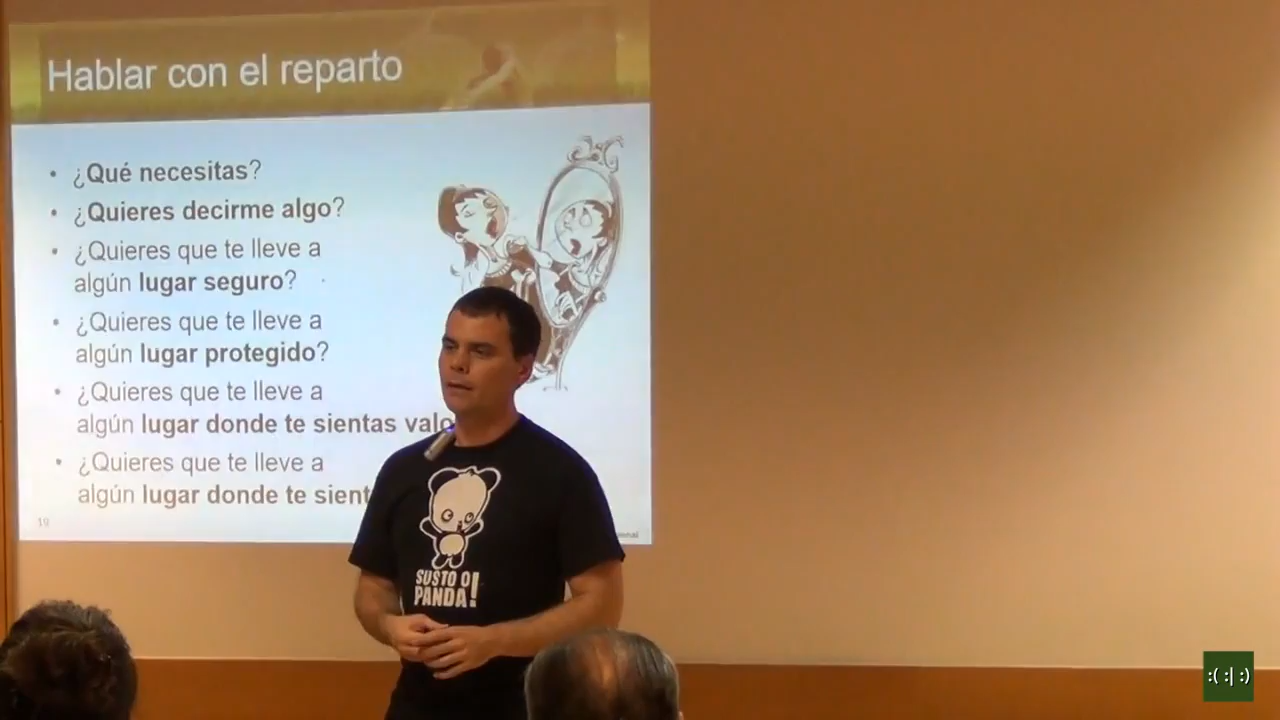 Hablar con el reparto
• ¿Qué necesitas?
• ¿Quieres decirme algo?
• ¿Quieres que te lleve a
algún lugar seguro?
• ¿Quieres que te lleve a
algún lugar protegido?
• ¿Quieres que te lleve a
algún lugar donde te sientas valo
• ¿Quieres que te lleve a
algún lugar donde te sient
19
SUSTO O
PANDA!
:( :| :)